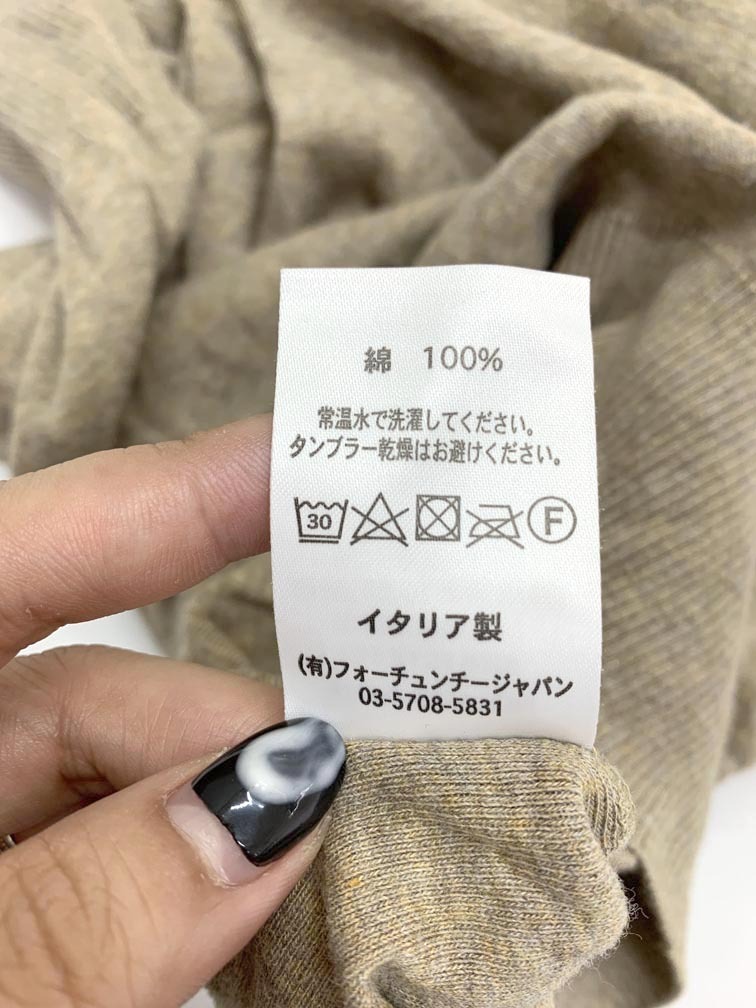 綿 100%
常温水で洗濯してください。
タンブラー乾燥はお避けください。
30 F
イタリア製
(有)フォーチュンチージャパン
03-5708-5831